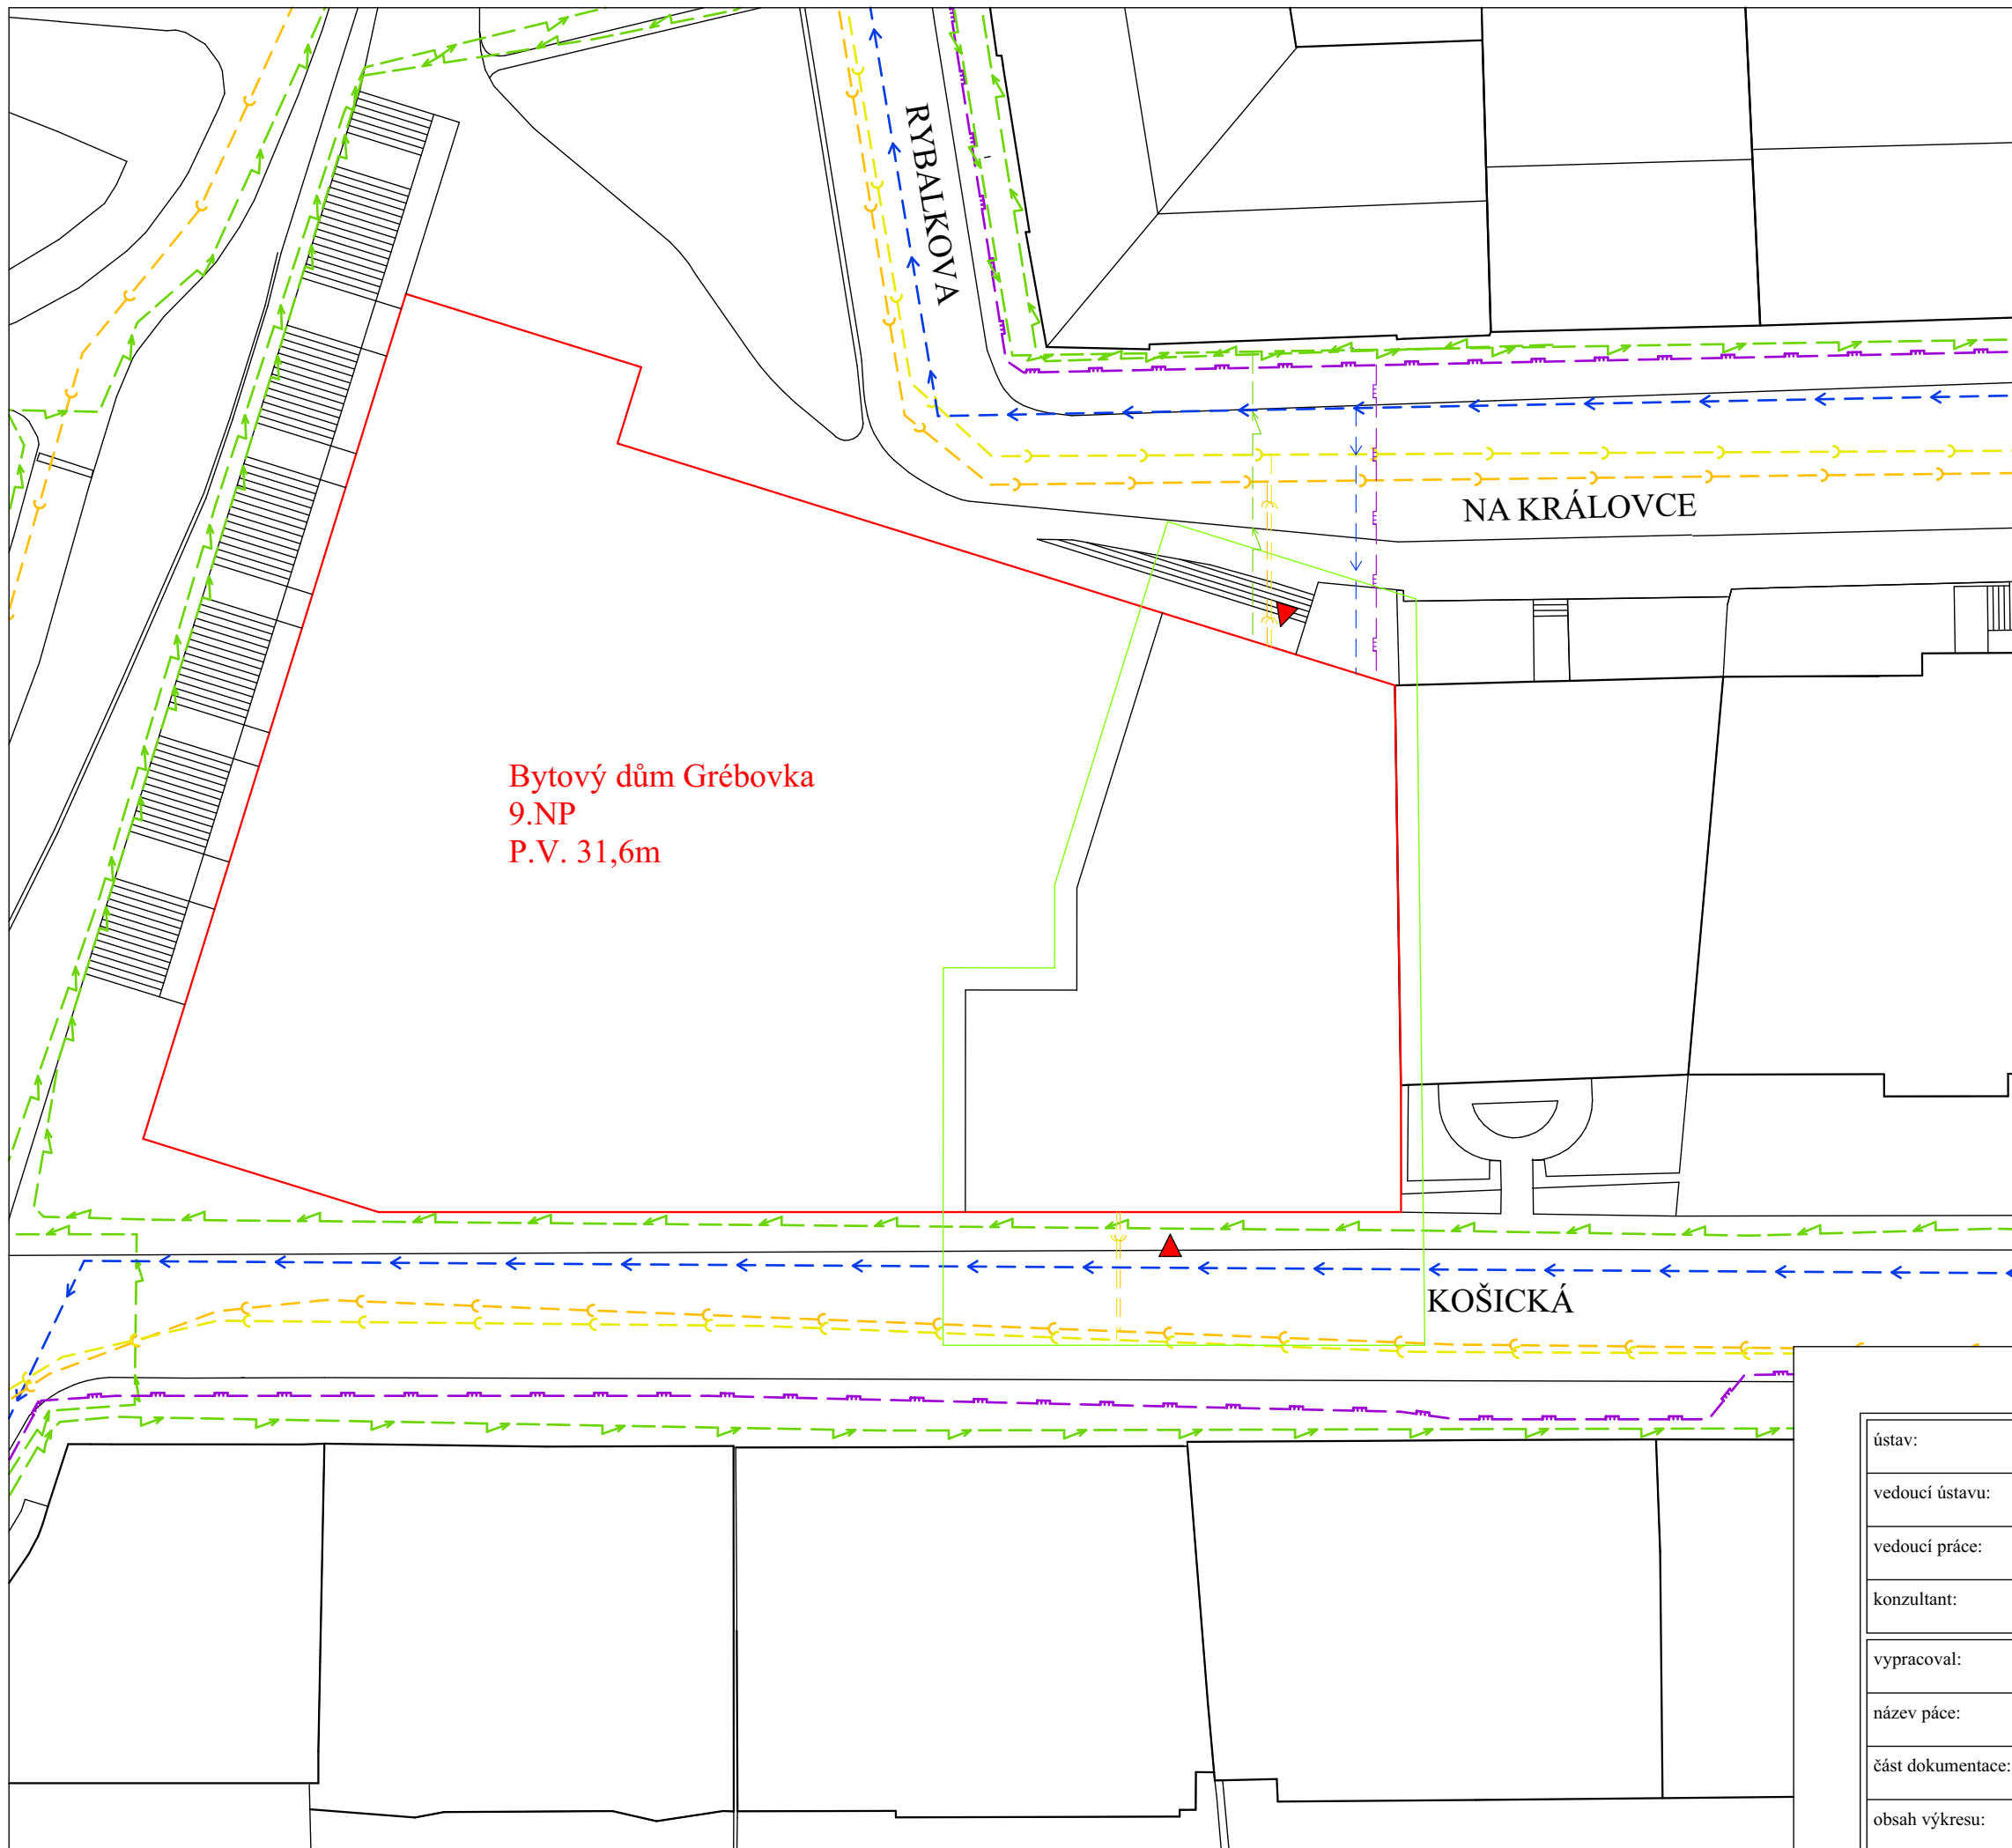 RYBALKOVA
NA KRÁLOVCE
Bytový dům Grébovka
9.NP
P.V. 31,6m
KOŠICKÁ
ústav:
vedoucí ústavu:
vedoucí práce:
konzultant:
vypracoval:
název páce:
část dokumentace:
obsah výkresu: